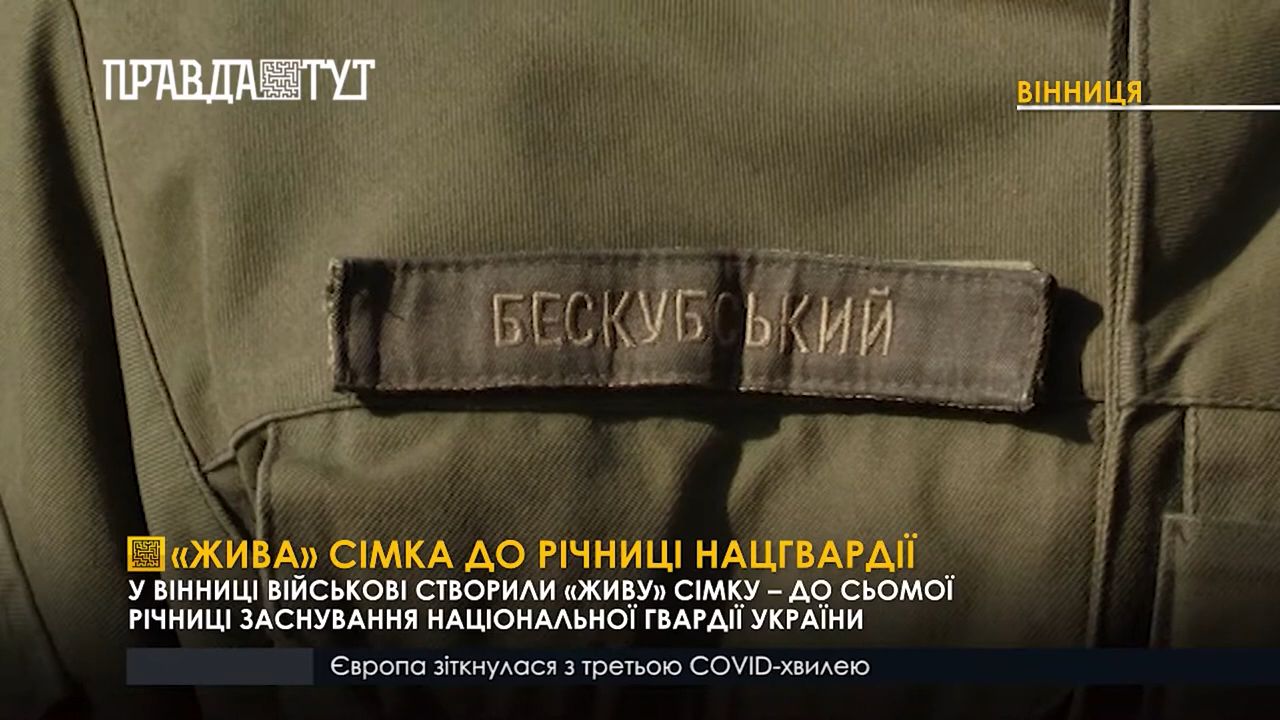 ПРАВДА ТУТ
ВІННИЦЯ
БЕСКУБСЬКИЙ
«ЖИВА» СІМКА ДО РІЧНИЦІ НАЦГВАРДІЇ
У ВІННИЦІ ВІЙСЬКОВІ СТВОРИЛИ «ЖИВУ» СІМКУ – ДО СЬОМОЇ
РІЧНИЦІ ЗАСНУВАННЯ НАЦІОНАЛЬНОЇ ГВАРДІЇ УКРАЇНИ
Європа зіткнулася з третьою COVID-хвилею